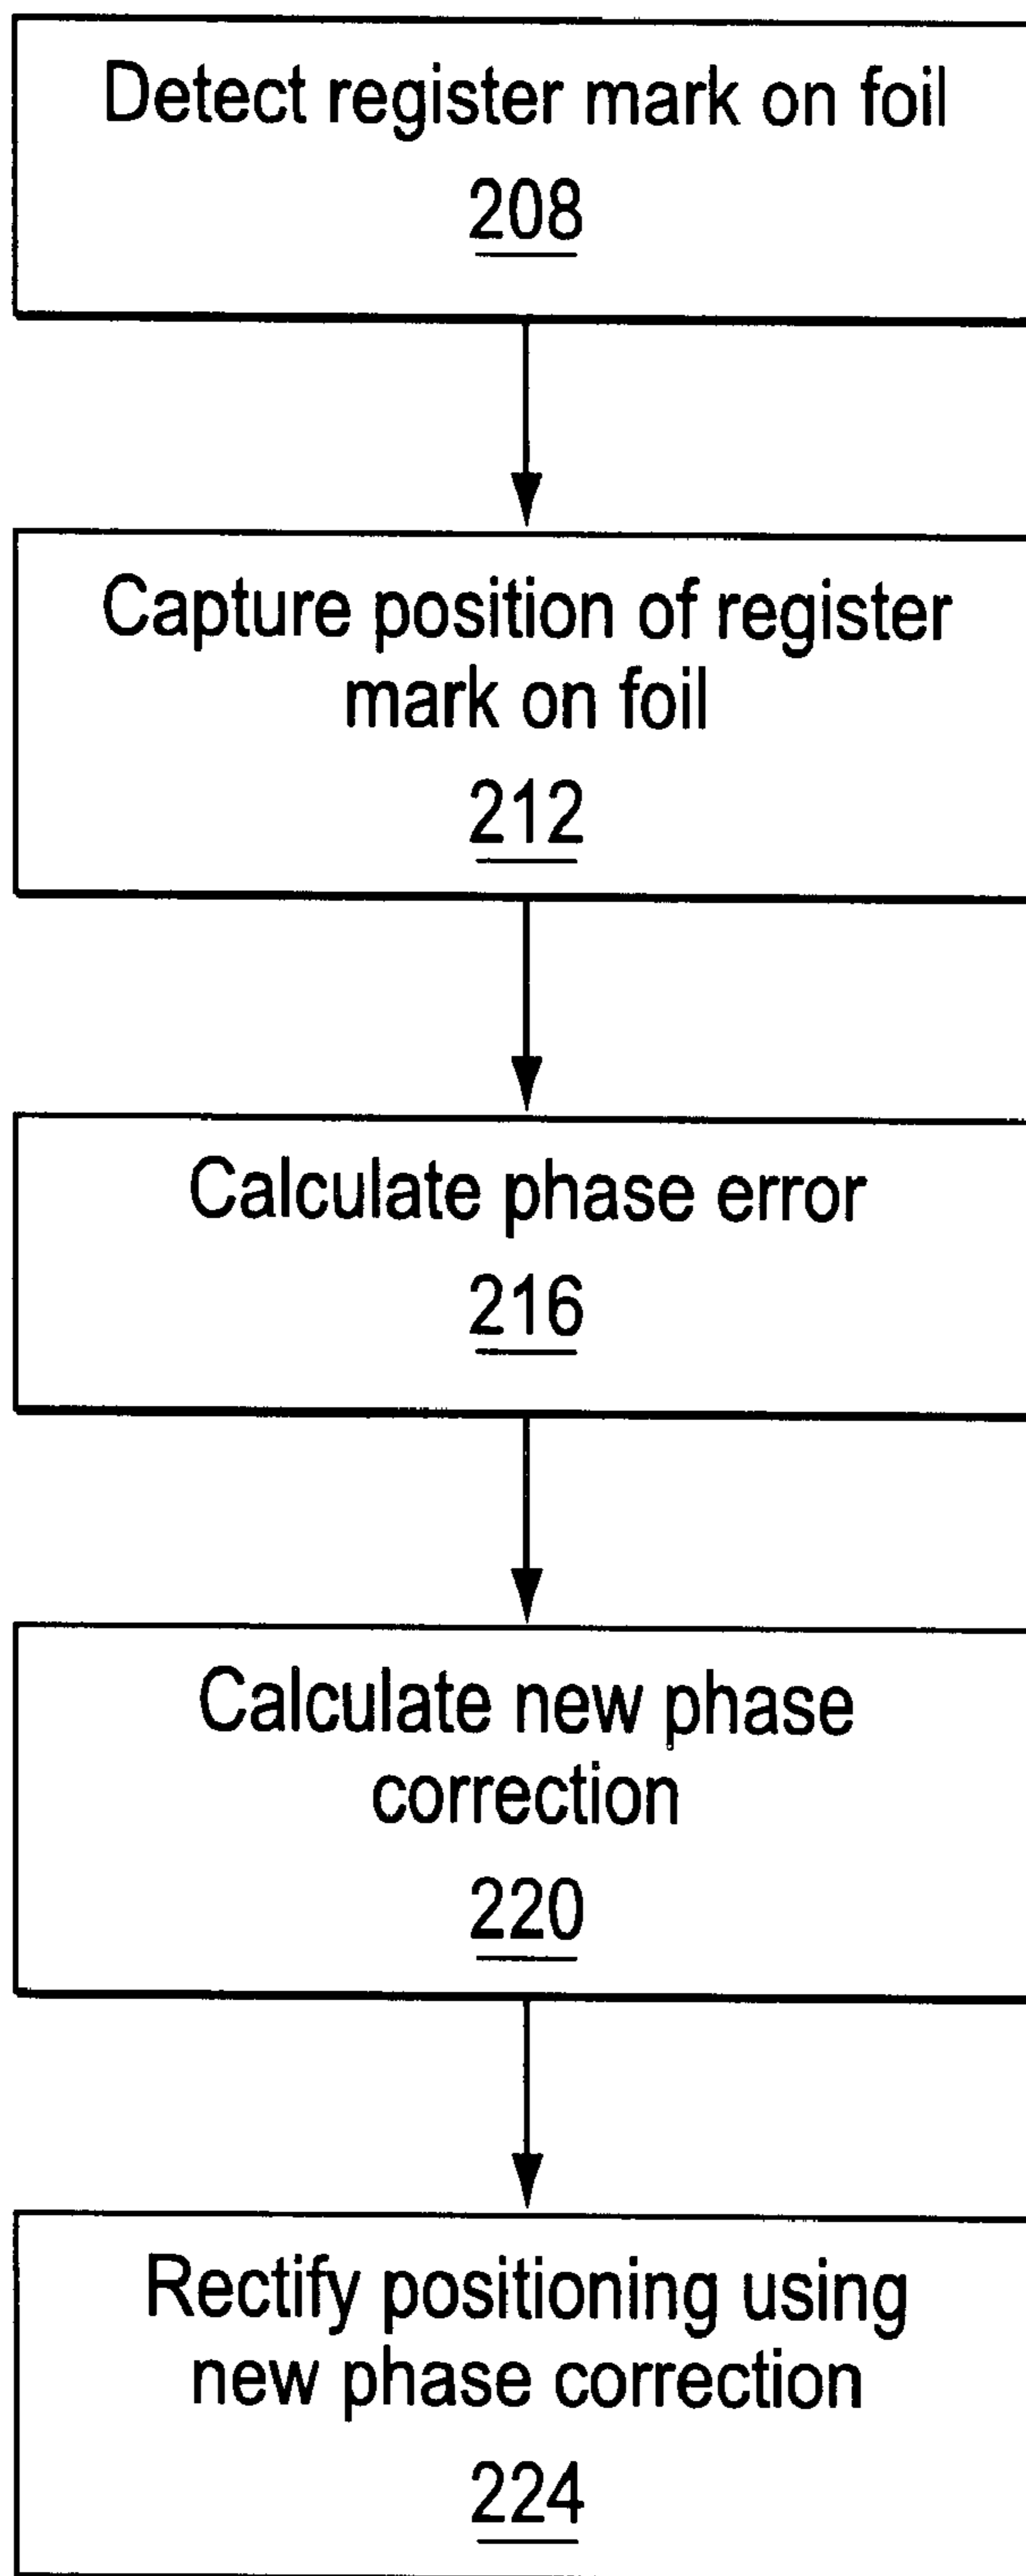 Detect register mark on foil
208
Capture position of register
mark on foil
212
Calculate phase error
216
Calculate new phase
correction
220
Rectify positioning using
new phase correction
224